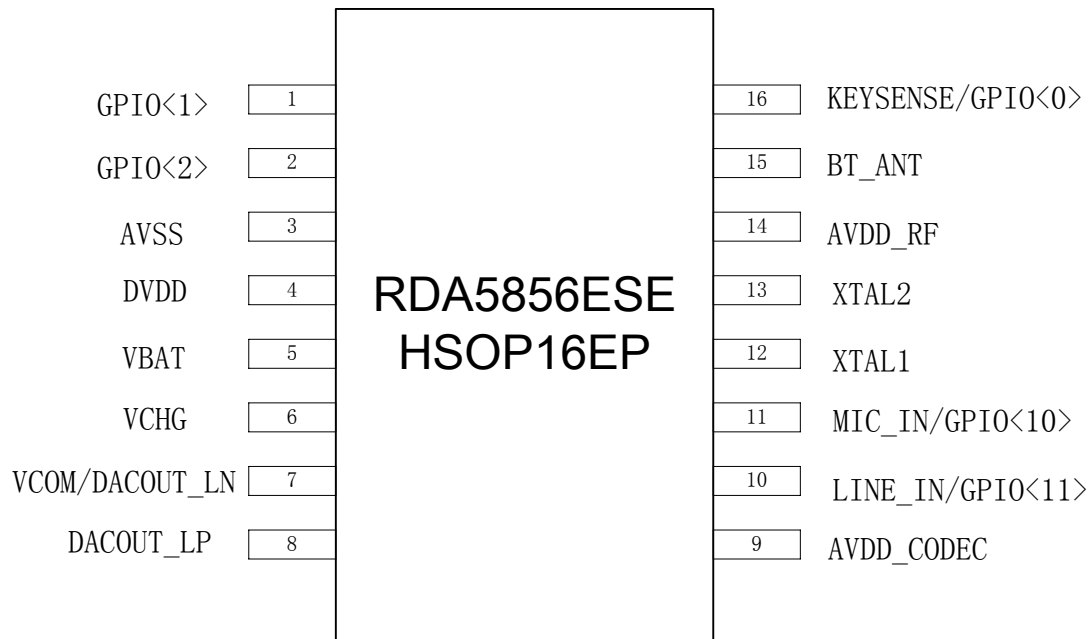 GPIO<1> 1 16 KEYSENSE/GPIO<0>
GPIO<2> 2 15 BT_ANT
AVSS 3 14 AVDD_RF
DVDD 4 13 XTAL2
RDA5856ESE
HSOP16EP
VBAT 5 12 XTAL1
VCHG 6 11 MIC_IN/GPIO<10>
VCOM/DACOUT_LN 7 10 LINE_IN/GPIO<11>
DACOUT_LP 8 9 AVDD_CODEC